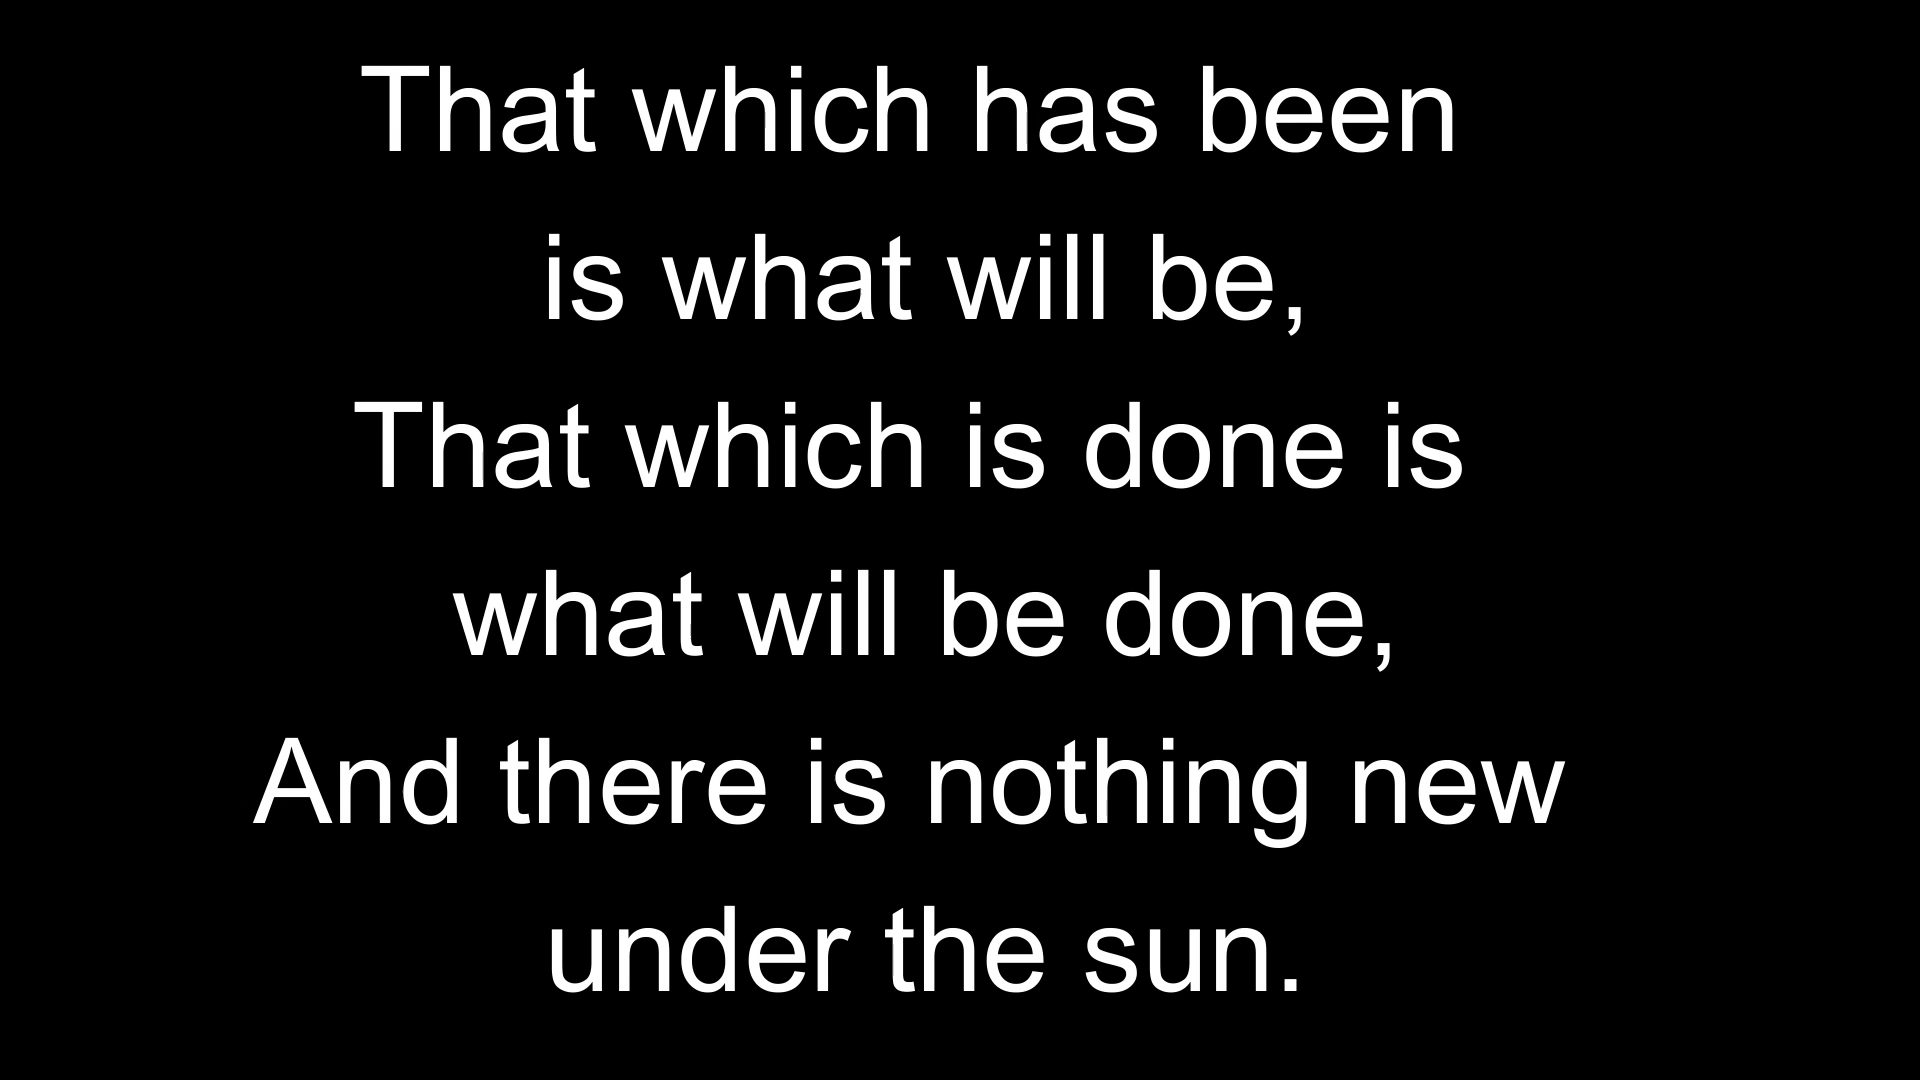 That which has been
is what will be,
That which is done is
what will be done,
And there is nothing new
under the sun.